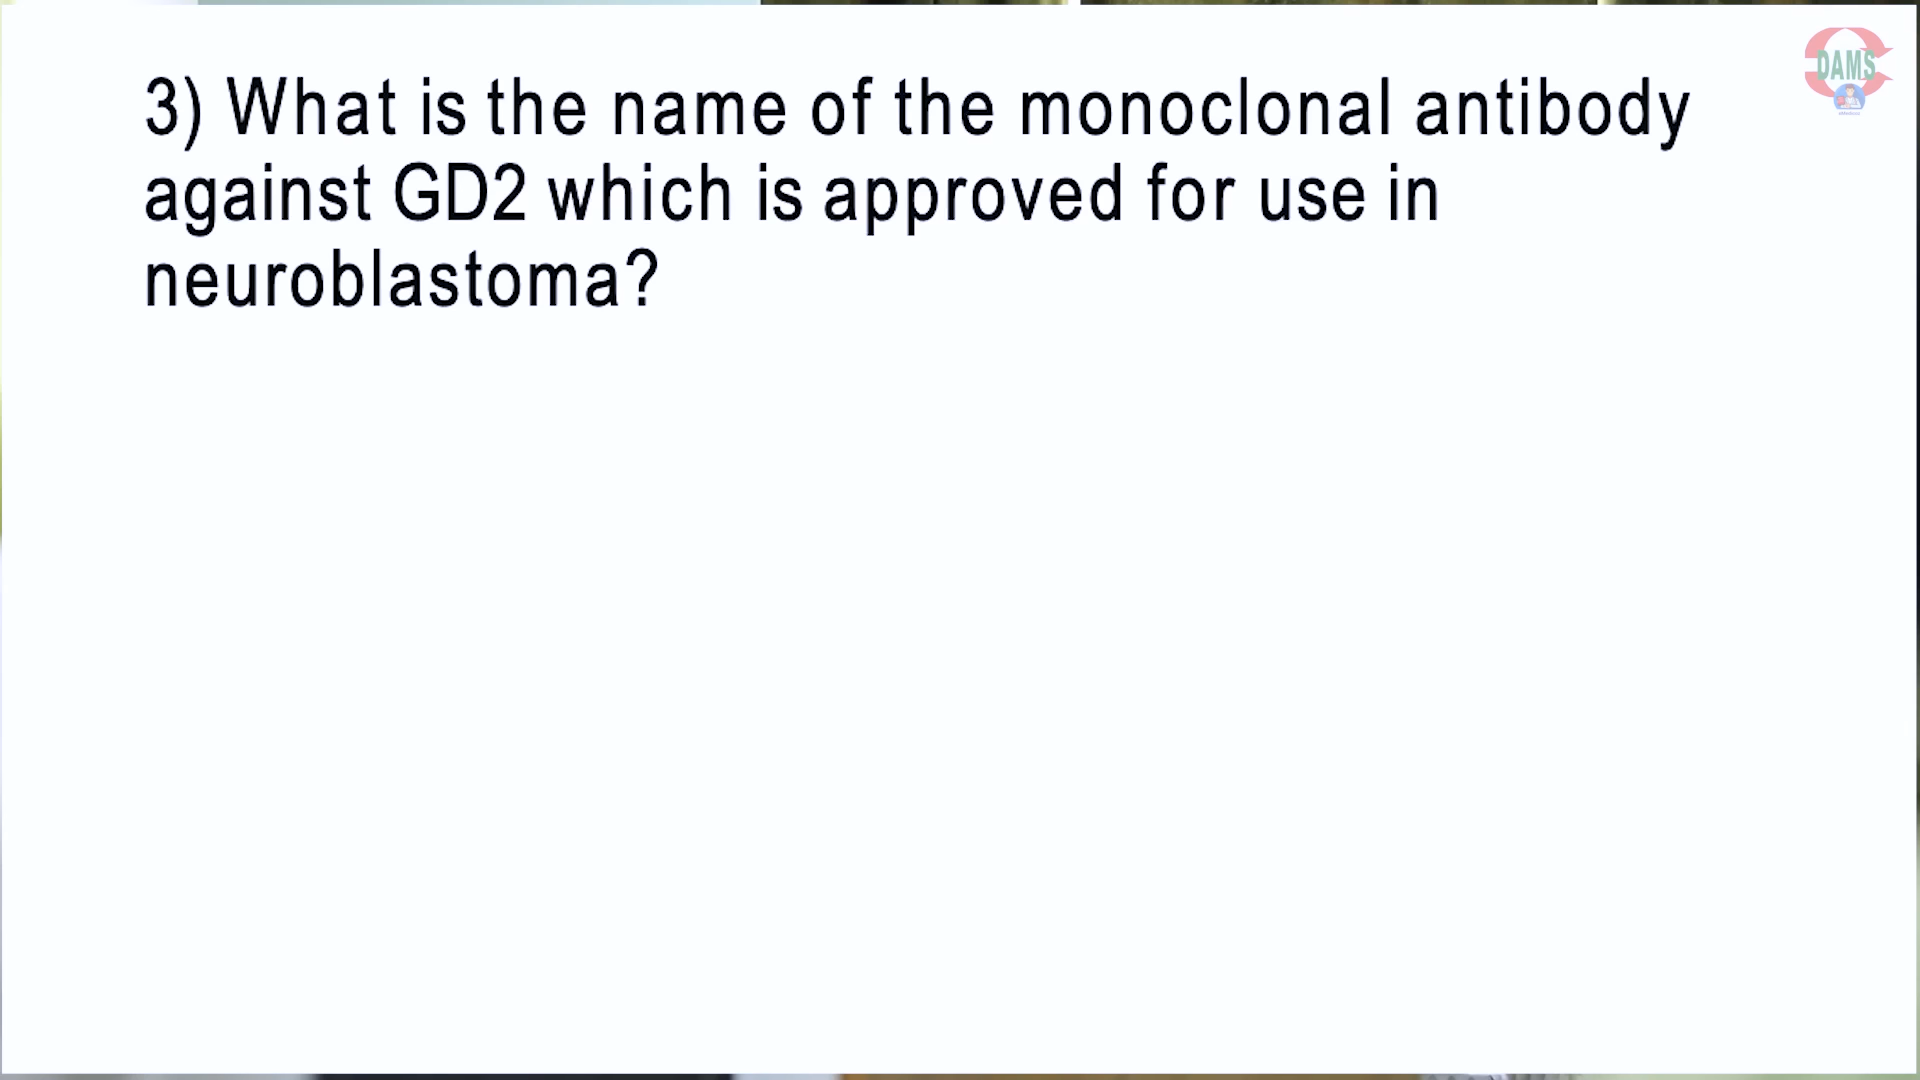 DAMS
3) What is the name of the monoclonal antibody
against GD2 which is approved for use in
neuroblastoma?